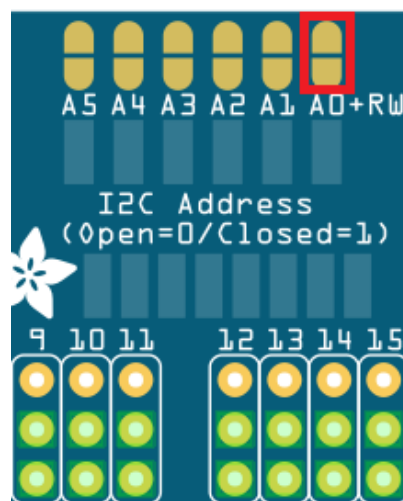 A5 A4 A3 A2 A1 A0+RW
I2C Address
(Open=0/Closed=1)
9 10 11 12 13 14 15